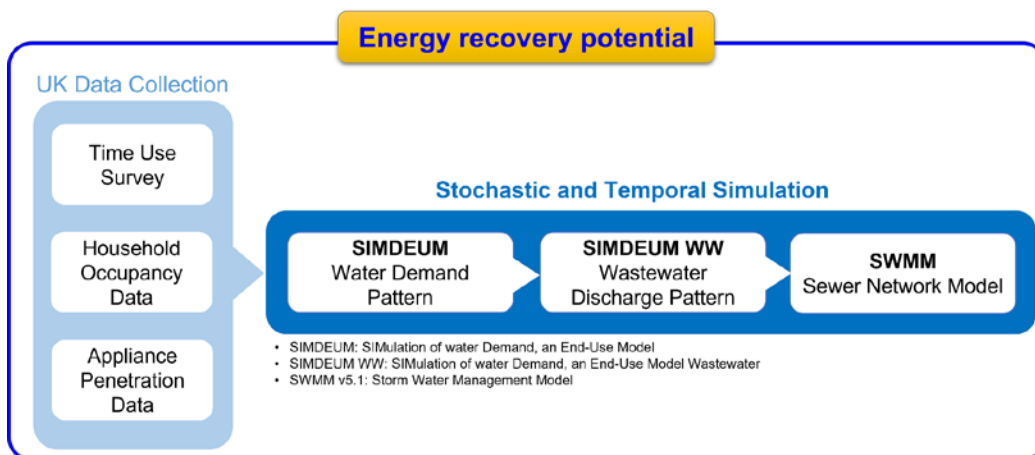 Energy recovery potential
UK Data Collection
Time Use
Survey
Household
Occupancy
Data
Appliance
Penetration
Data
Stochastic and Temporal Simulation
SIMDEUM
Water Demand
Pattern
SIMDEUM WW
Wastewater
Discharge Pattern
SWMM
Sewer Network Model
• SIMDEUM: SIMulation of water Demand, an End-Use Model
• SIMDEUM WW: SIMulation of water Demand, an End-Use Model Wastewater
• SWMM v5.1: Storm Water Management Model